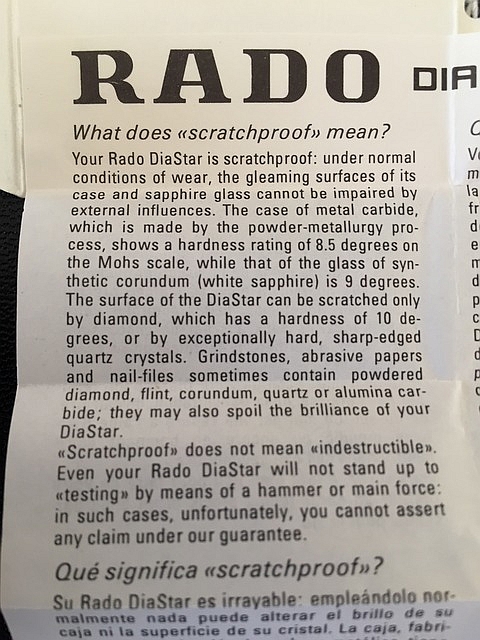 RADO DIA
What does «scratchproof» mean?
Your Rado DiaStar is scratchproof: under normal
conditions of wear, the gleaming surfaces of its
case and sapphire glass cannot be impaired by
external influences. The case of metal carbide,
which is made by the powder-metallurgy pro-
cess, shows a hardness rating of 8.5 degrees on
the Mohs scale, while that of the glass of syn-
thetic corundum (white sapphire) is 9 degrees.
The surface of the DiaStar can be scratched only
by diamond, which has a hardness of 10 de-
grees, or by exceptionally hard, sharp-edged
quartz crystals. Grindstones, abrasive papers
and nail-files sometimes contain powdered
diamond, flint, corundum, quartz or alumina car-
bide; they may also spoil the brilliance of your
DiaStar.
«Scratchproof» does not mean «indestructible».
Even your Rado DiaStar will not stand up to
«testing» by means of a hammer or main force:
in such cases, unfortunately, you cannot assert
any claim under our guarantee.
Qué significa «scratchproof»?
Su Rado DiaStar es irrayable: empleándolo nor-
malmente nada puede alterar el brillo de su
caja ni la superficie de su cristal. La caja, fabri-